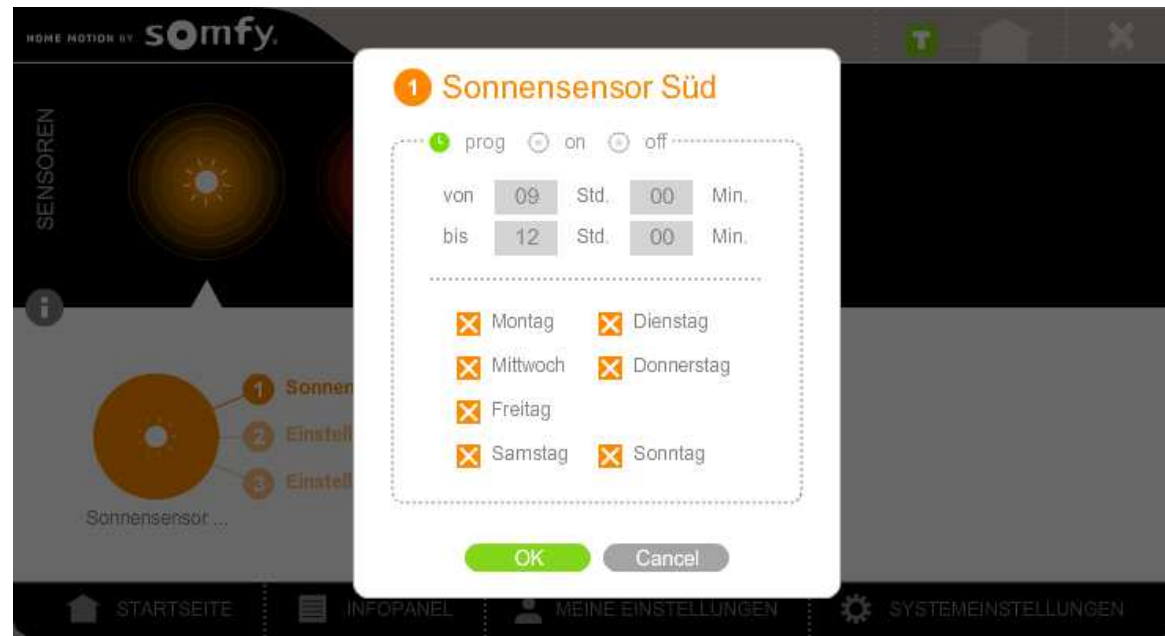 HOME MOTION BY somfy.
T
SENSOREN
1 Sonnensensor Süd
prog on off
von 09 Std. 00 Min.
bis 12 Std. 00 Min.
Montag Dienstag
Mittwoch Donnerstag
Freitag
Samstag Sonntag
OK Cancel
i
1 Sonnen
2 Einstell
3 Einstell
Sonnensensor ...
STARTSEITE INFOPANEL MEINE EINSTELLUNGEN SYSTEMEINSTELLUNGEN